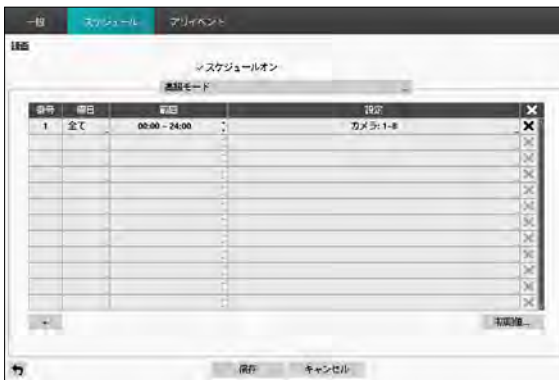 一般 スケジュール プリイベント
録画
スケジュールオン
高級モード
番号 曜日 範囲 設定
1 全て 00:00 ~ 24:00 カメラ: 1~8
+ 初期値...
保存 キャンセル